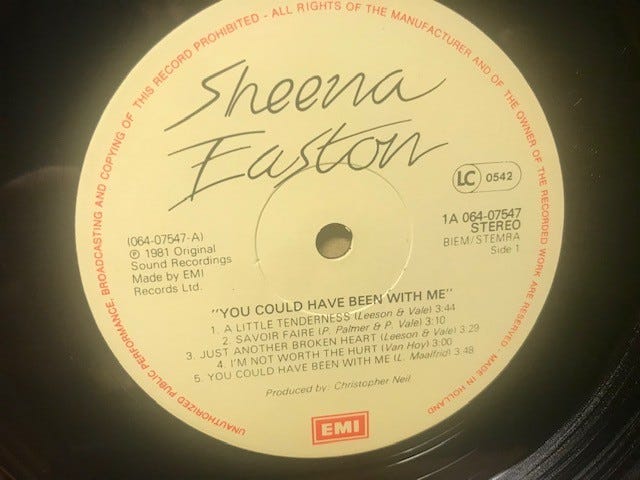 UNAUTHORIZED PUBLIC PERFORMANCE, BROADCASTING AND COPYING OF THIS RECORD PROHIBITED - ALL RIGHTS OF THE MANUFACTURER AND OF THE OWNER OF THE RECORDED WORK ARE RESERVED. MADE IN HOLLAND
Sheena
Easton
LC 0542
(064-07547-A)
℗ 1981 Original
Sound Recordings
Made by EMI
Records Ltd.
1A 064-07547
STEREO
BIEM/STEMRA
Side 1
"YOU COULD HAVE BEEN WITH ME"
1. A LITTLE TENDERNESS (Leeson & Vale) 3:44
2. SAVOIR FAIRE (P. Palmer & P. Vale) 3:10
3. JUST ANOTHER BROKEN HEART (Leeson & Vale) 3:29
4. I'M NOT WORTH THE HURT (Van Hoy) 3:00
5. YOU COULD HAVE BEEN WITH ME (L. Maalfrid) 3:48
Produced by: Christopher Neil
EMI